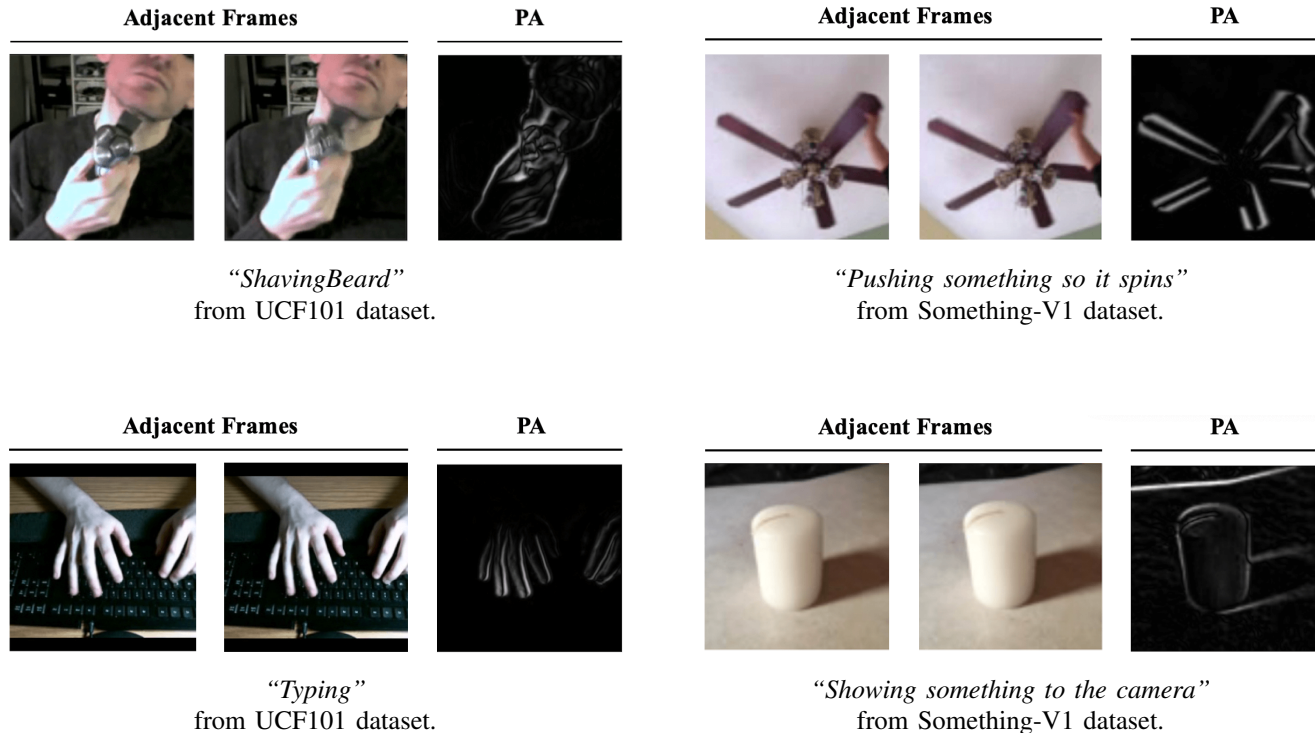 Adjacent Frames PA
“ShavingBeard”
from UCF101 dataset.
Adjacent Frames PA
“Pushing something so it spins”
from Something-V1 dataset.
Adjacent Frames PA
“Typing”
from UCF101 dataset.
Adjacent Frames PA
“Showing something to the camera”
from Something-V1 dataset.